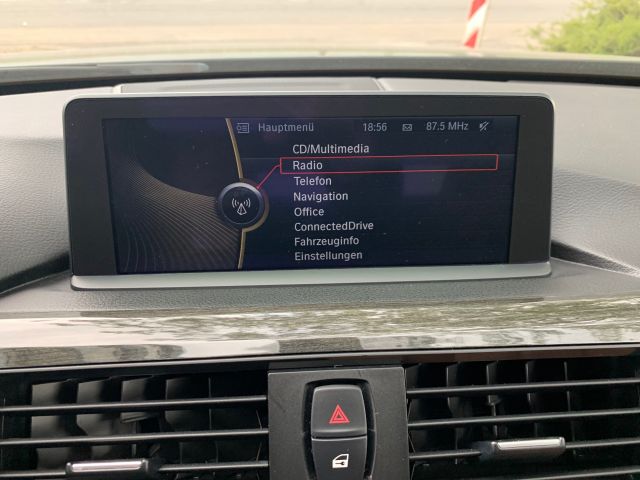 Hauptmenü 18:56 87.5 MHz
CD/Multimedia
Radio
Telefon
Navigation
Office
ConnectedDrive
Fahrzeuginfo
Einstellungen